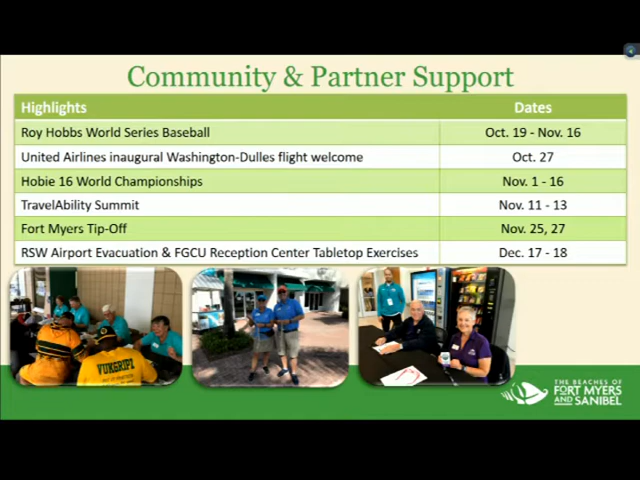 Community & Partner Support
Highlights Dates
Roy Hobbs World Series Baseball Oct. 19 - Nov. 16
United Airlines inaugural Washington-Dulles flight welcome Oct. 27
Hobie 16 World Championships Nov. 1 - 16
TravelAbility Summit Nov. 11 - 13
Fort Myers Tip-Off Nov. 25, 27
RSW Airport Evacuation & FGCU Reception Center Tabletop Exercises Dec. 17 - 18
THE BEACHES OF
FORT MYERS
AND SANIBEL